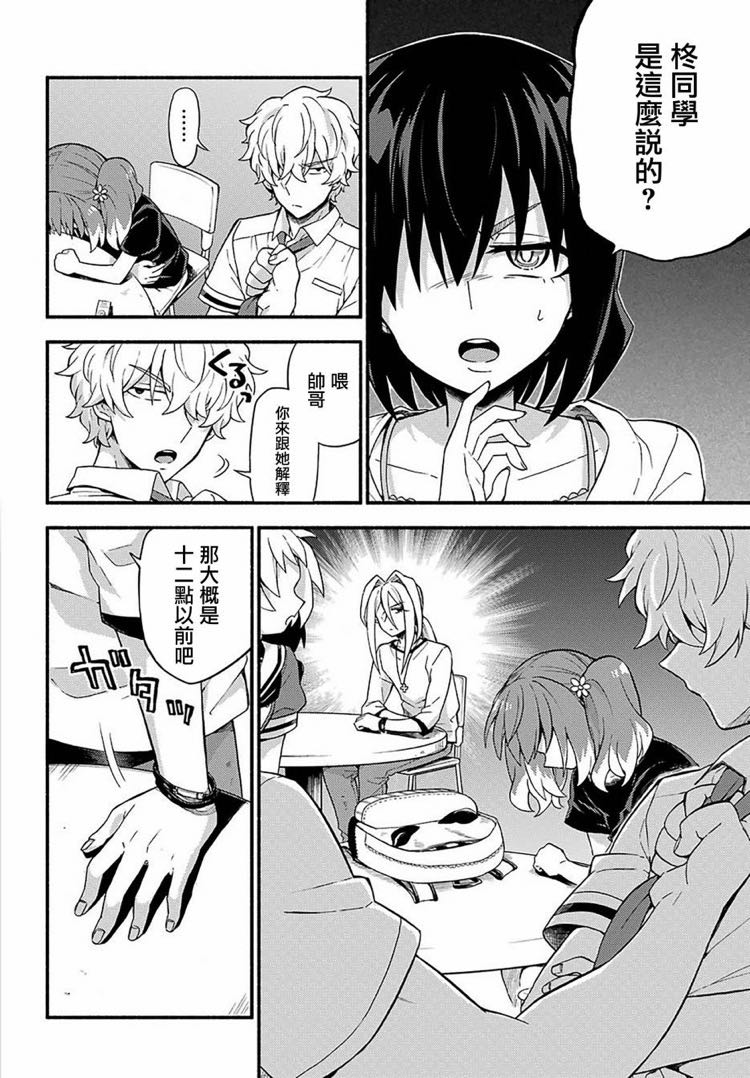 柊同學
是這麼説的?
……
喂
帥哥
你來跟她解釋
くるっ
那大概是
十二點以前吧
ガタッ